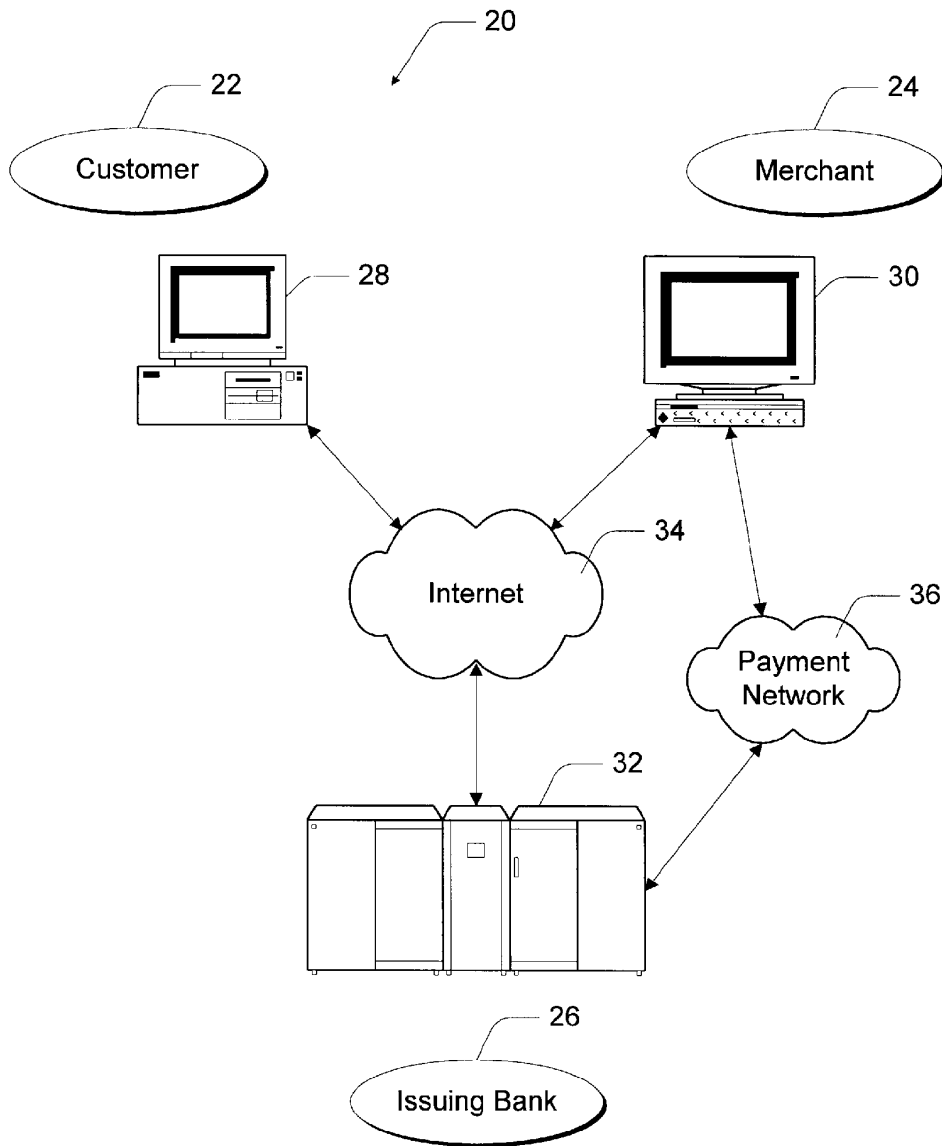 20
22
24
Customer
Merchant
28
30
34
Internet
36
Payment
Network
32
26
Issuing Bank